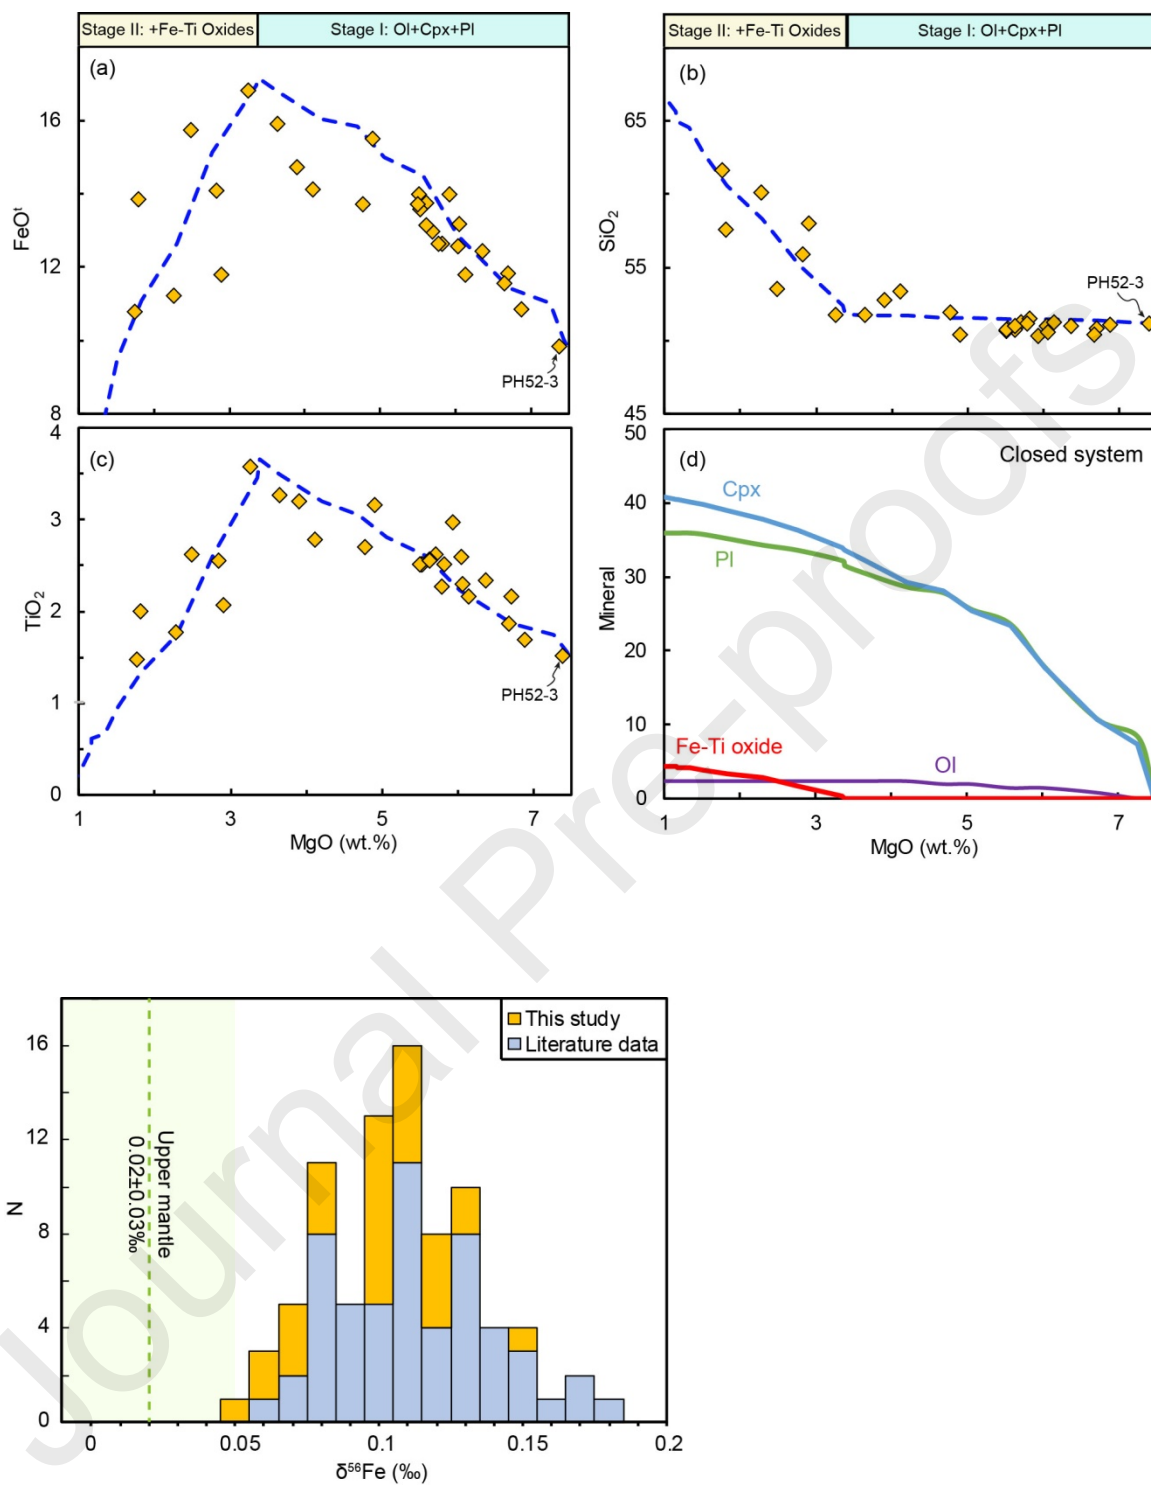 Stage II: +Fe-Ti Oxides
Stage I: Ol+Cpx+Pl
(a)
16
12
8
FeOᵗ
PH52-3
Stage II: +Fe-Ti Oxides
Stage I: Ol+Cpx+Pl
(b)
65
55
45
SiO₂
PH52-3
(c)
4
3
2
1
0
TiO₂
PH52-3
1
3
5
7
MgO (wt.%)
(d)
Closed system
50
40
30
20
10
0
Mineral
Cpx
Pl
Fe-Ti oxide
Ol
1
3
5
7
MgO (wt.%)
This study
Literature data
16
12
8
4
0
N
Upper mantle
0.02±0.03‰
0
0.05
0.1
0.15
0.2
δ⁵⁶Fe (‰)
Journal Pre-proofs